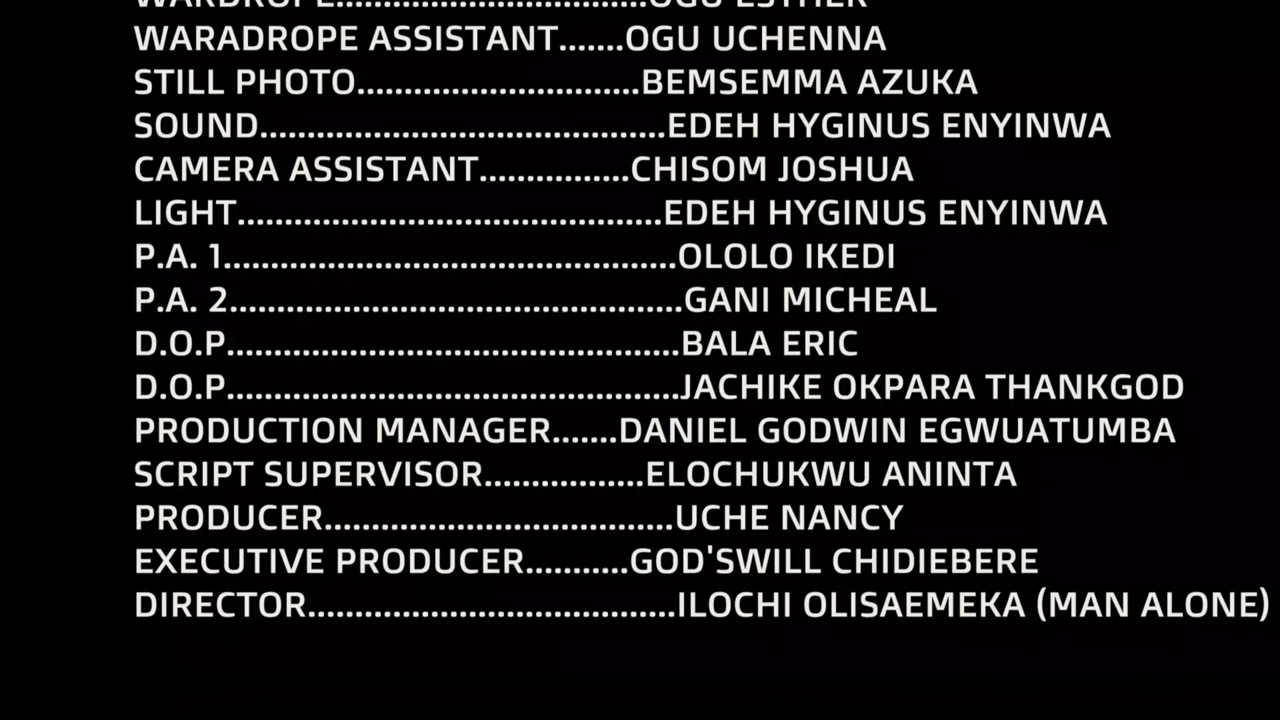 WARDROPE.................................OGU ESTHER
WARADROPE ASSISTANT.......OGU UCHENNA
STILL PHOTO..............................BEMSEMMA AZUKA
SOUND...........................................EDEH HYGINUS ENYINWA
CAMERA ASSISTANT................CHISOM JOSHUA
LIGHT.............................................EDEH HYGINUS ENYINWA
P.A. 1................................................OLOLO IKEDI
P.A. 2................................................GANI MICHEAL
D.O.P................................................BALA ERIC
D.O.P................................................JACHIKE OKPARA THANKGOD
PRODUCTION MANAGER.......DANIEL GODWIN EGWUATUMBA
SCRIPT SUPERVISOR.................ELOCHUKWU ANINTA
PRODUCER.....................................UCHE NANCY
EXECUTIVE PRODUCER...........GOD'SWILL CHIDIEBERE
DIRECTOR.......................................ILOCHI OLISAEMEKA (MAN ALONE)